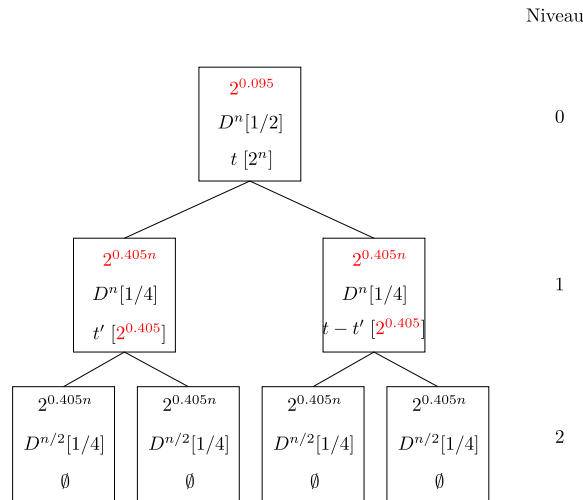 Niveau
2^{0.095}
D^n[1/2]
t [2^n]
0
2^{0.405n}
D^n[1/4]
t′ [2^{0.405}]
2^{0.405n}
D^n[1/4]
t − t′ [2^{0.405}]
1
2^{0.405n}
D^{n/2}[1/4]
∅
2^{0.405n}
D^{n/2}[1/4]
∅
2^{0.405n}
D^{n/2}[1/4]
∅
2^{0.405n}
D^{n/2}[1/4]
∅
2